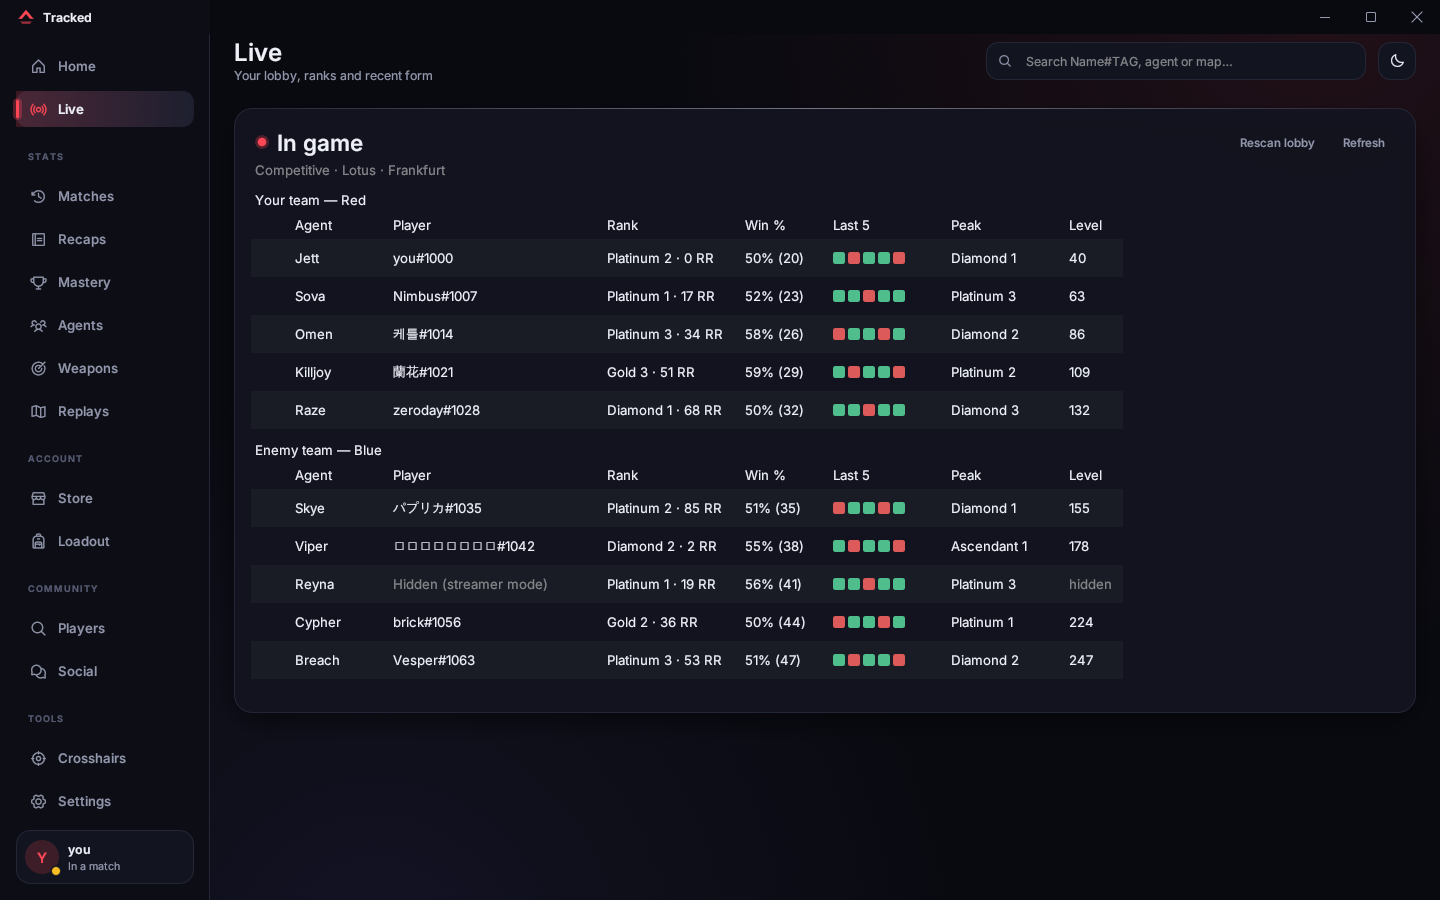 Tracked
Home
Live
STATS
Matches
Recaps
Mastery
Agents
Weapons
Replays
ACCOUNT
Store
Loadout
COMMUNITY
Players
Social
TOOLS
Crosshairs
Settings
Y
you
In a match
Live
Your lobby, ranks and recent form
Search Name#TAG, agent or map...
In game
Rescan lobby Refresh
Competitive · Lotus · Frankfurt
Your team — Red
Agent Player Rank Win % Last 5 Peak Level
Jett you#1000 Platinum 2 · 0 RR 50% (20) Diamond 1 40
Sova Nimbus#1007 Platinum 1 · 17 RR 52% (23) Platinum 3 63
Omen 케틀#1014 Platinum 3 · 34 RR 58% (26) Diamond 2 86
Killjoy 蘭花#1021 Gold 3 · 51 RR 59% (29) Platinum 2 109
Raze zeroday#1028 Diamond 1 · 68 RR 50% (32) Diamond 3 132
Enemy team — Blue
Agent Player Rank Win % Last 5 Peak Level
Skye パプリカ#1035 Platinum 2 · 85 RR 51% (35) Diamond 1 155
Viper #1042 Diamond 2 · 2 RR 55% (38) Ascendant 1 178
Reyna Hidden (streamer mode) Platinum 1 · 19 RR 56% (41) Platinum 3 hidden
Cypher brick#1056 Gold 2 · 36 RR 50% (44) Platinum 1 224
Breach Vesper#1063 Platinum 3 · 53 RR 51% (47) Diamond 2 247